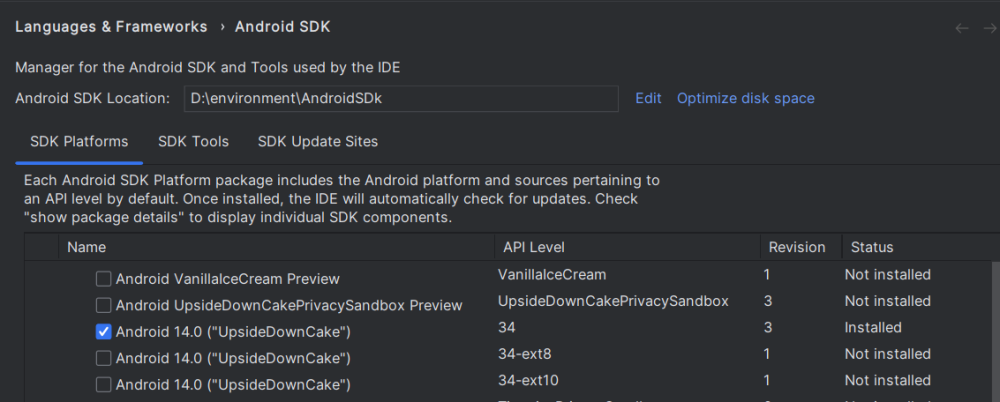 Languages & Frameworks › Android SDK
Manager for the Android SDK and Tools used by the IDE
Android SDK Location: D:\environment\AndroidSDk Edit Optimize disk space
SDK Platforms SDK Tools SDK Update Sites
Each Android SDK Platform package includes the Android platform and sources pertaining to
an API level by default. Once installed, the IDE will automatically check for updates. Check
"show package details" to display individual SDK components.
Name API Level Revision Status
Android VanillaIceCream Preview VanillaIceCream 1 Not installed
Android UpsideDownCakePrivacySandbox Preview UpsideDownCakePrivacySandbox 3 Not installed
Android 14.0 ("UpsideDownCake") 34 3 Installed
Android 14.0 ("UpsideDownCake") 34-ext8 1 Not installed
Android 14.0 ("UpsideDownCake") 34-ext10 1 Not installed